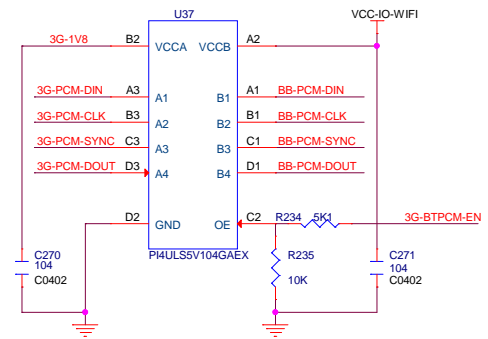 U37
VCC-IO-WIFI
3G-1V8 B2 VCCA VCCB A2
3G-PCM-DIN A3 A1 B1 A1 BB-PCM-DIN
3G-PCM-CLK B3 A2 B2 B1 BB-PCM-CLK
3G-PCM-SYNC C3 A3 B3 C1 BB-PCM-SYNC
3G-PCM-DOUT D3 A4 B4 D1 BB-PCM-DOUT
D2 GND OE C2 R234 5K1 3G-BTPCM-EN
PI4ULS5V104GAEX
C270
104
C0402
R235
10K
C271
104
C0402